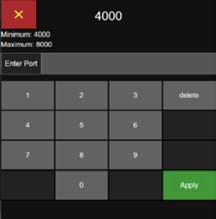 × 4000
Minimum: 4000
Maximum: 8000
Enter Port
1 2 3 delete
4 5 6
7 8 9
0 Apply